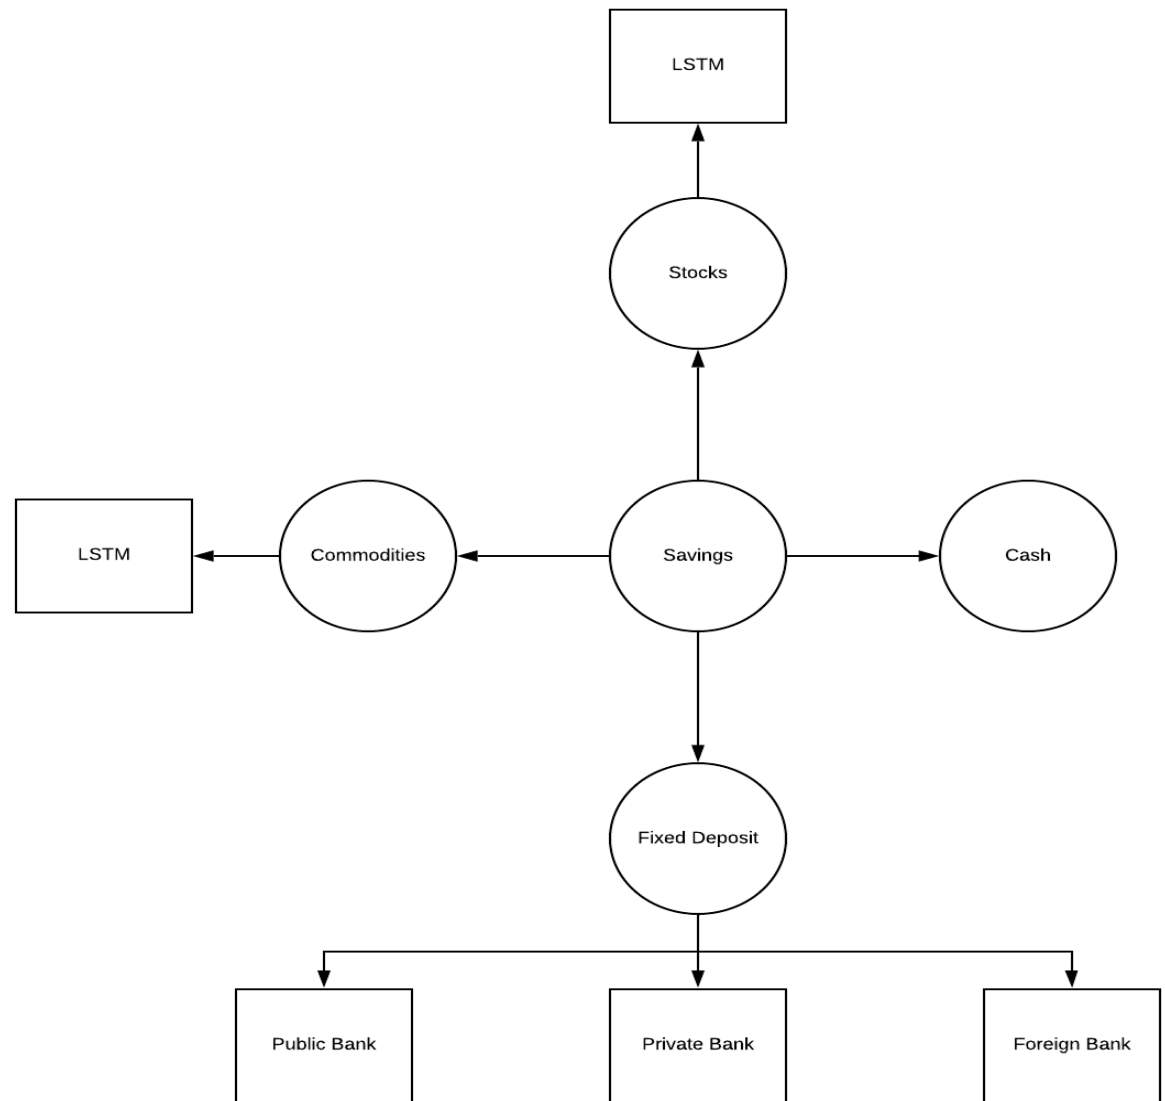 LSTM
Stocks
LSTM
Commodities
Savings
Cash
Fixed Deposit
Public Bank
Private Bank
Foreign Bank